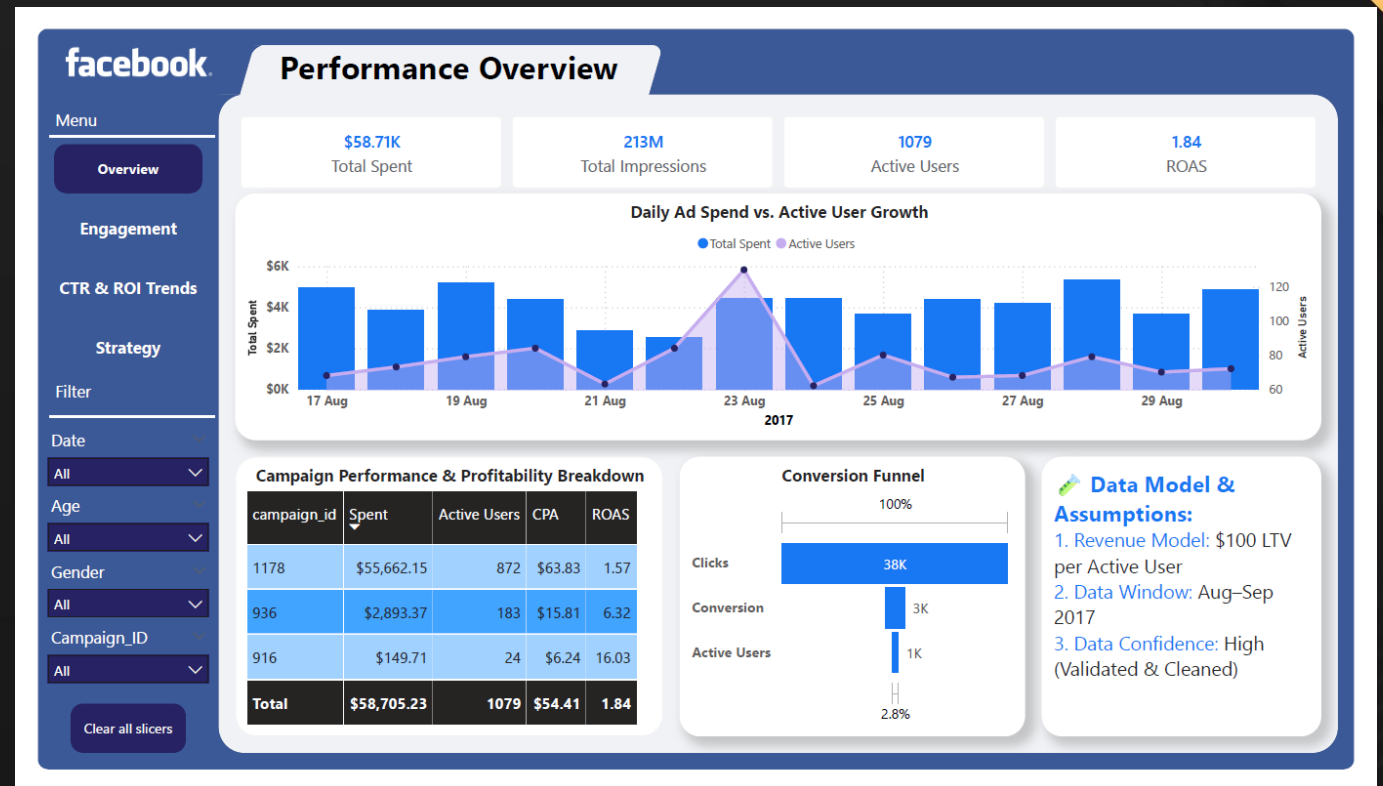 facebook.
Performance Overview
Menu
Overview
Engagement
CTR & ROI Trends
Strategy
Filter
Date
All
Age
All
Gender
All
Campaign_ID
All
Clear all slicers
$58.71K
Total Spent
213M
Total Impressions
1079
Active Users
1.84
ROAS
Daily Ad Spend vs. Active User Growth
Total Spent Active Users
Total Spent
$6K
$4K
$2K
$0K
120
100
80
60
Active Users
17 Aug 19 Aug 21 Aug 23 Aug 25 Aug 27 Aug 29 Aug
2017
Campaign Performance & Profitability Breakdown
campaign_id Spent Active Users CPA ROAS
1178 $55,662.15 872 $63.83 1.57
936 $2,893.37 183 $15.81 6.32
916 $149.71 24 $6.24 16.03
Total $58,705.23 1079 $54.41 1.84
Conversion Funnel
100%
Clicks 38K
Conversion 3K
Active Users 1K
2.8%
Data Model &
Assumptions:
1. Revenue Model: $100 LTV
per Active User
2. Data Window: Aug–Sep
2017
3. Data Confidence: High
(Validated & Cleaned)